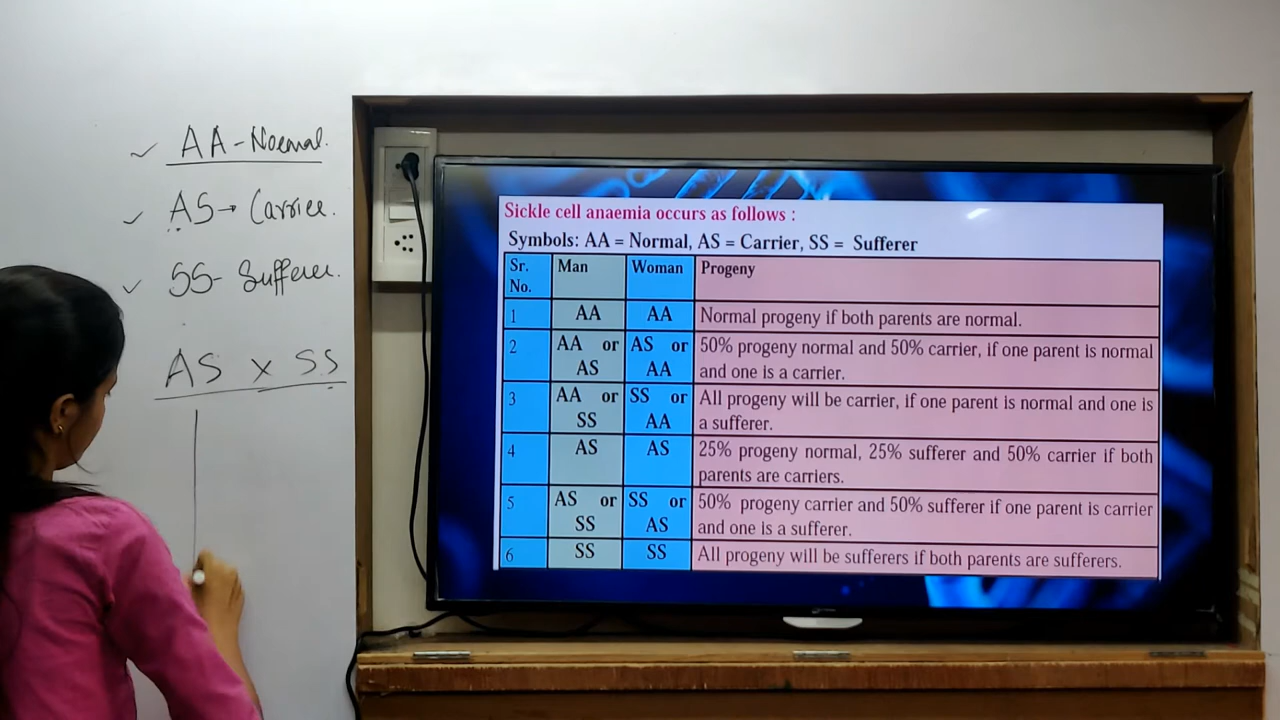 AA - Normal.
AS → Carrier.
SS - Sufferer.
AS x SS
Sickle cell anaemia occurs as follows :
Symbols: AA = Normal, AS = Carrier, SS = Sufferer
Sr. No. Man Woman Progeny
1 AA AA Normal progeny if both parents are normal.
2 AA or AS AS or AA 50% progeny normal and 50% carrier, if one parent is normal
and one is a carrier.
3 AA or SS SS or AA All progeny will be carrier, if one parent is normal and one is
a sufferer.
4 AS AS 25% progeny normal, 25% sufferer and 50% carrier if both
parents are carriers.
5 AS or SS SS or AS 50% progeny carrier and 50% sufferer if one parent is carrier
and one is a sufferer.
6 SS SS All progeny will be sufferers if both parents are sufferers.